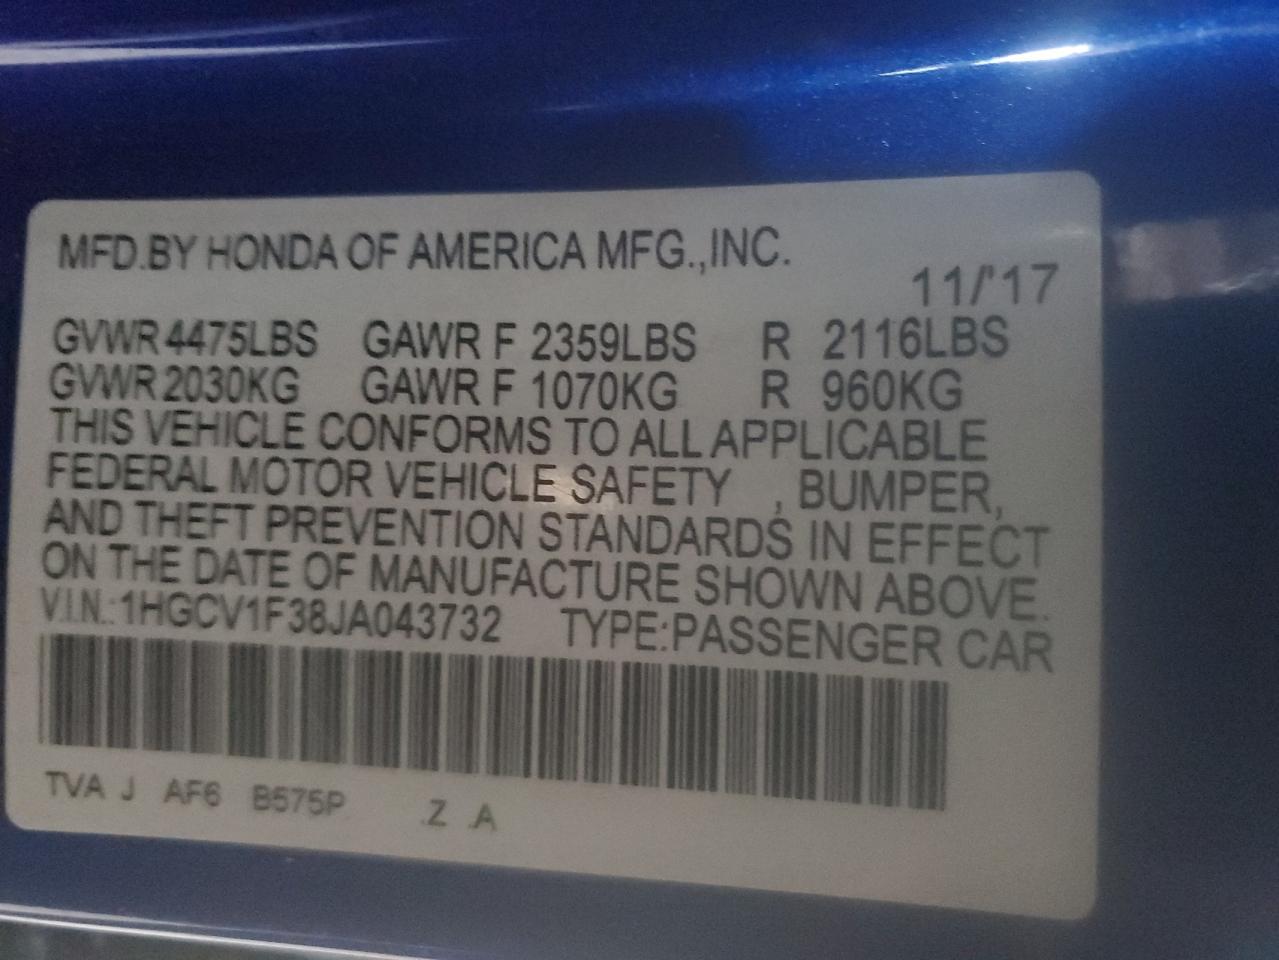 MFD.BY HONDA OF AMERICA MFG.,INC.
11/'17
GVWR 4475LBS GAWR F 2359LBS R 2116LBS
GVWR 2030KG GAWR F 1070KG R 960KG
THIS VEHICLE CONFORMS TO ALL APPLICABLE
FEDERAL MOTOR VEHICLE SAFETY , BUMPER,
AND THEFT PREVENTION STANDARDS IN EFFECT
ON THE DATE OF MANUFACTURE SHOWN ABOVE.
V.I.N.: 1HGCV1F38JA043732 TYPE:PASSENGER CAR
TVA J AF6 B575P .Z .A